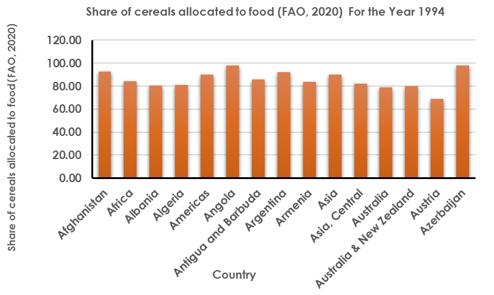 Share of cereals allocated to food (FAO, 2020)  For the Year 1994
Share of cereals allocated to food (FAO, 2020)
120.00
100.00
80.00
60.00
40.00
20.00
0.00
Afghanistan
Africa
Albania
Algeria
Americas
Angola
Antigua and Barbuda
Argentina
Armenia
Asia
Asia, Central
Australia
Australia & New Zealand
Austria
Azerbaijan
Country